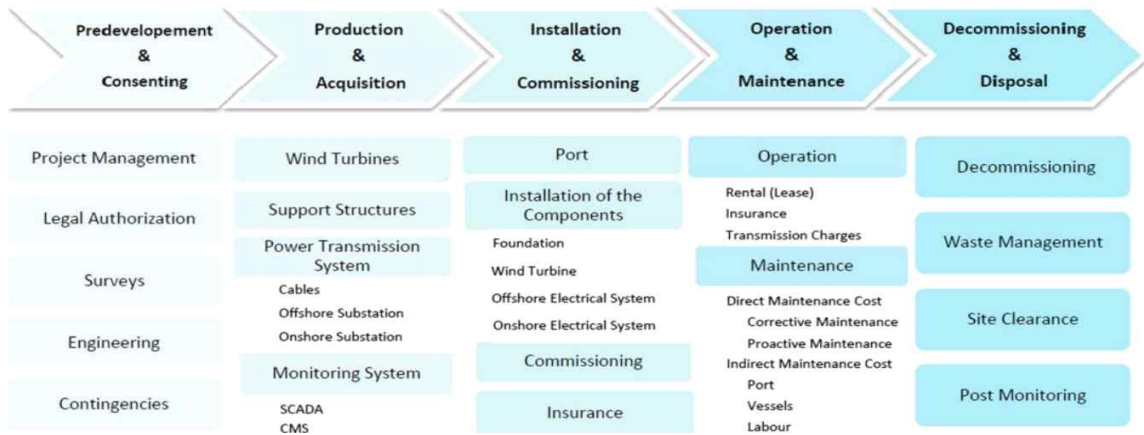 Predevelopement
&
Consenting
Production
&
Acquisition
Installation
&
Commissioning
Operation
&
Maintenance
Decommissioning
&
Disposal
Project Management
Legal Authorization
Surveys
Engineering
Contingencies
Wind Turbines
Support Structures
Power Transmission
System
Cables
Offshore Substation
Onshore Substation
Monitoring System
SCADA
CMS
Port
Installation of the
Components
Foundation
Wind Turbine
Offshore Electrical System
Onshore Electrical System
Commissioning
Insurance
Operation
Rental (Lease)
Insurance
Transmission Charges
Maintenance
Direct Maintenance Cost
Corrective Maintenance
Proactive Maintenance
Indirect Maintenance Cost
Port
Vessels
Labour
Decommissioning
Waste Management
Site Clearance
Post Monitoring